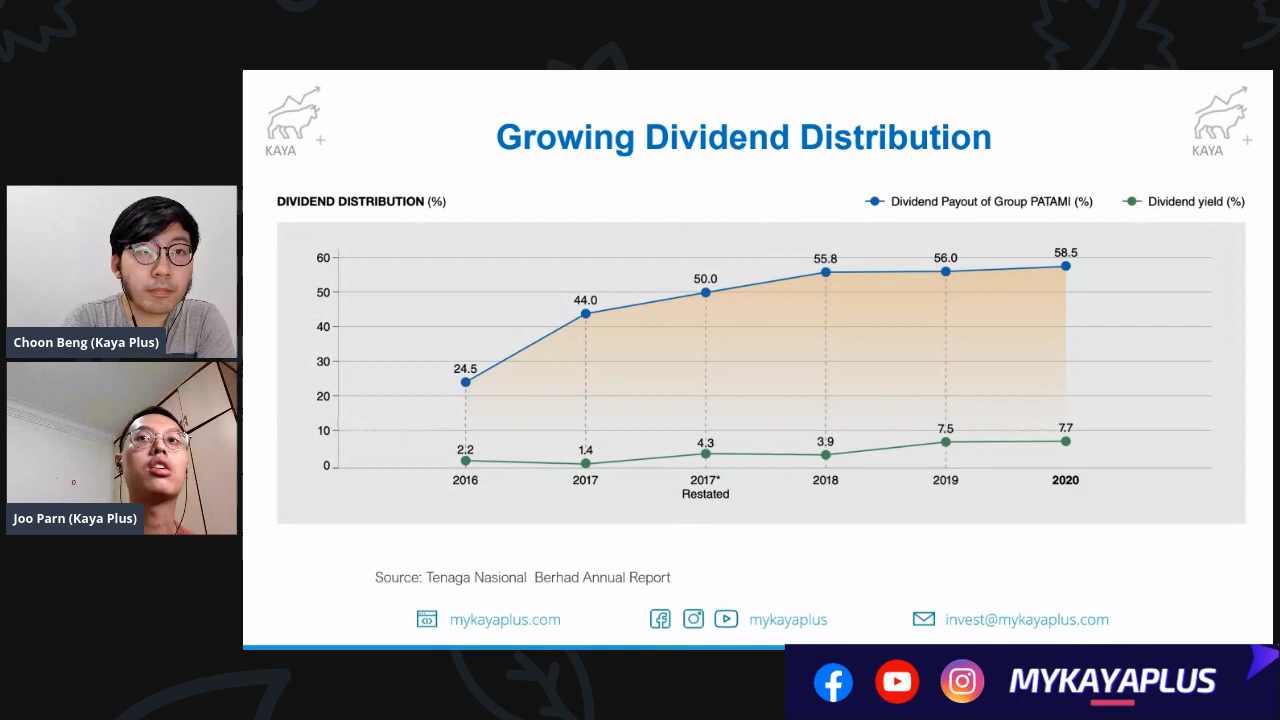 KAYA
+
KAYA
+
Growing Dividend Distribution
DIVIDEND DISTRIBUTION (%)
Dividend Payout of Group PATAMI (%)
Dividend yield (%)
60
50
40
30
20
10
0
24.5
44.0
50.0
55.8
56.0
58.5
2.2
1.4
4.3
3.9
7.5
7.7
2016
2017
2017*
Restated
2018
2019
2020
Source: Tenaga Nasional Berhad Annual Report
mykayaplus.com
mykayaplus
invest@mykayaplus.com
Choon Beng (Kaya Plus)
Joo Parn (Kaya Plus)
MYKAYAPLUS